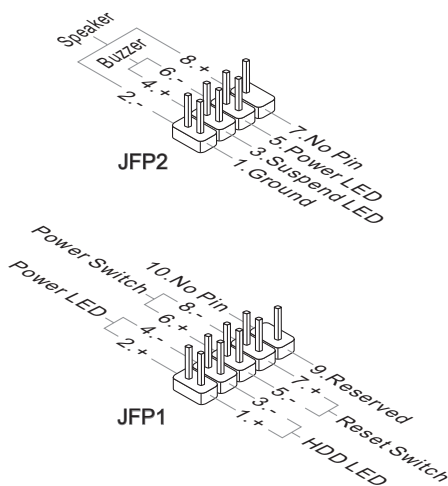 Speaker
Buzzer
8.+
6.-
4.+
2.-
7.No Pin
5.Power LED
3.Suspend LED
1.Ground
JFP2
Power Switch
Power LED
10.No Pin
8.-
6.+
4.-
2.+
9.Reserved
7.+
5.-
3.-
1.+
Reset Switch
HDD LED
JFP1